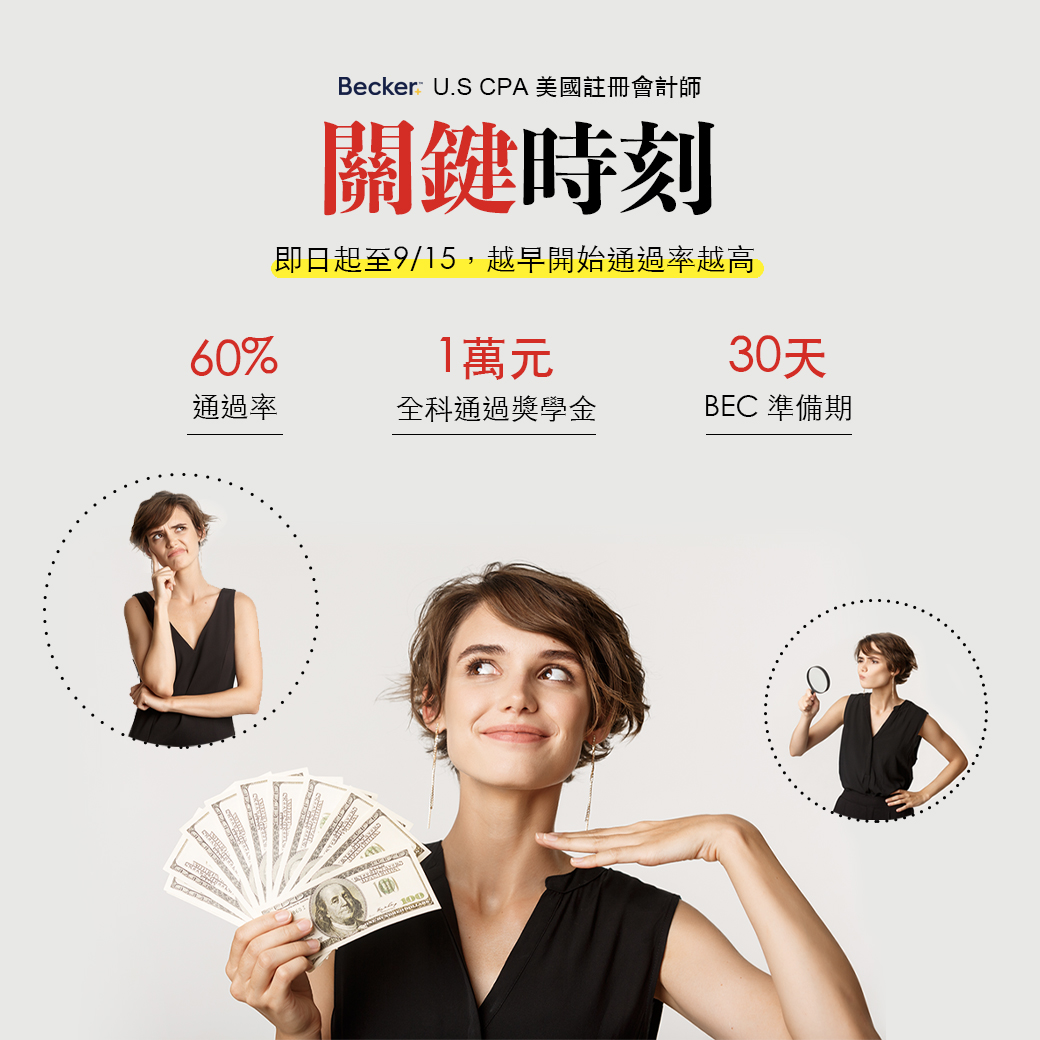 Becker. U.S CPA 美國註冊會計師
關鍵時刻
即日起至9/15，越早開始通過率越高
60% 1萬元 30天
通過率 全科通過獎學金 BEC 準備期
100